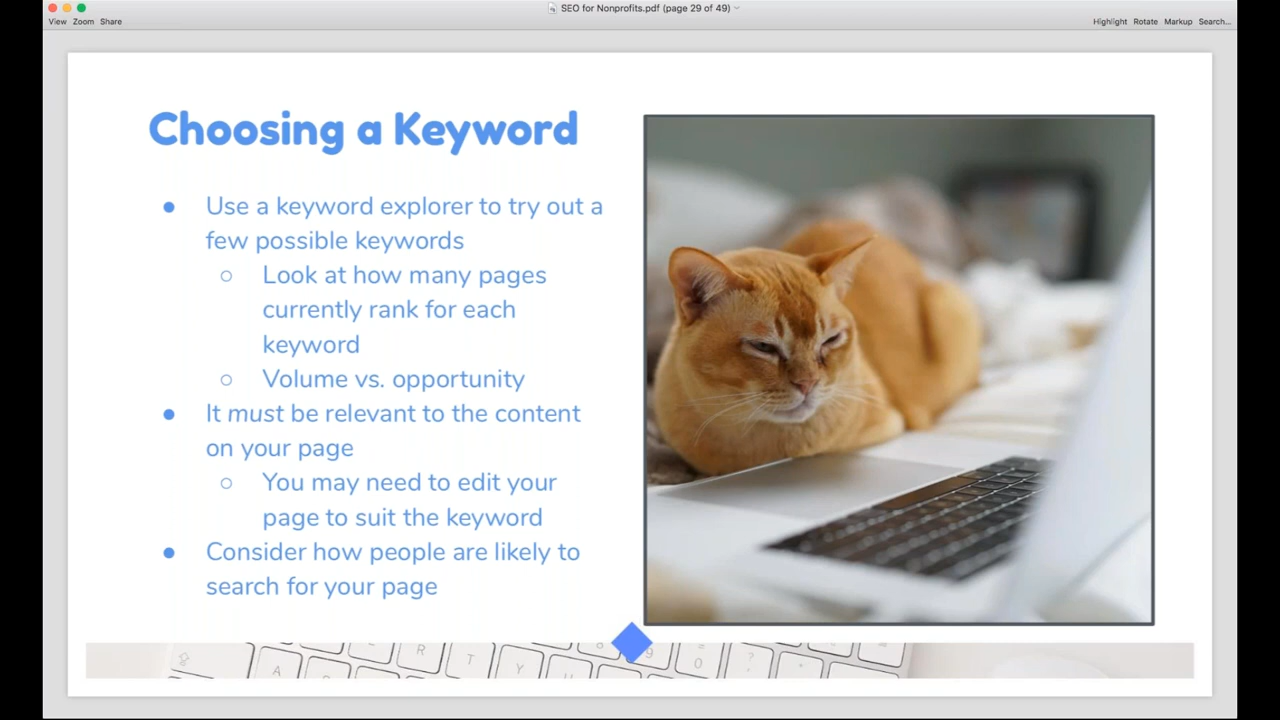 SEO for Nonprofits.pdf (page 29 of 49)
View Zoom Share
Highlight Rotate Markup Search...
Choosing a Keyword
● Use a keyword explorer to try out a
few possible keywords
○ Look at how many pages
currently rank for each
keyword
○ Volume vs. opportunity
● It must be relevant to the content
on your page
○ You may need to edit your
page to suit the keyword
● Consider how people are likely to
search for your page
R T Y 9 0 ?
A